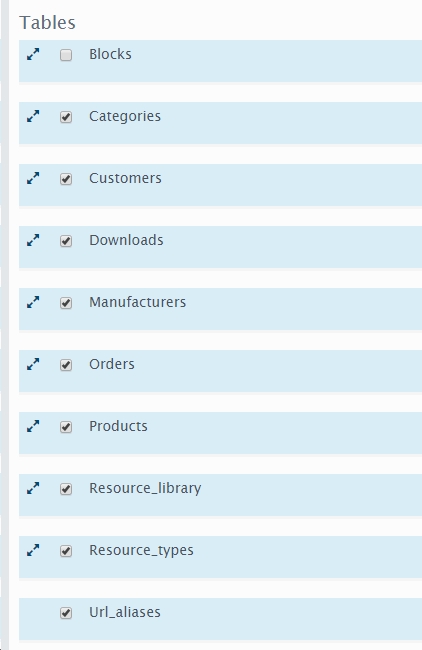 Tables
Blocks
Categories
Customers
Downloads
Manufacturers
Orders
Products
Resource_library
Resource_types
Url_aliases